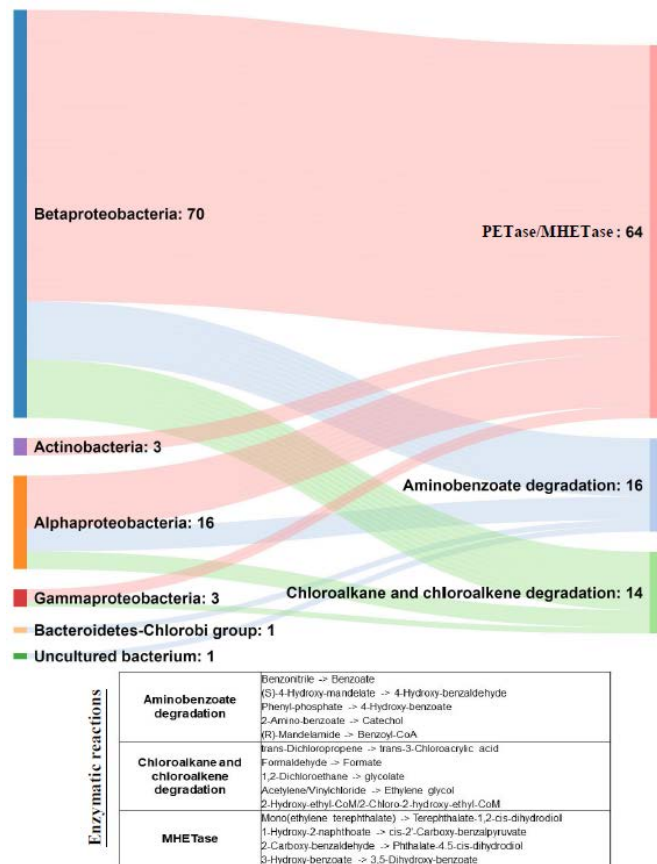 Betaproteobacteria: 70
PETase/MHETase : 64
Actinobacteria: 3
Aminobenzoate degradation: 16
Alphaproteobacteria: 16
Chloroalkane and chloroalkene degradation: 14
Gammaproteobacteria: 3
Bacteroidetes-Chlorobi group: 1
Uncultured bacterium: 1
Enzymatic reactions
Aminobenzoate
degradation
Benzonitrile -> Benzoate
(S)-4-Hydroxy-mandelate -> 4-Hydroxy-benzaldehyde
Phenyl-phosphate -> 4-Hydroxy-benzoate
2-Amino-benzoate -> Catechol
(R)-Mandelamide -> Benzoyl-CoA
Chloroalkane and
chloroalkene
degradation
trans-Dichloropropene -> trans-3-Chloroacrylic acid
Formaldehyde -> Formate
1,2-Dichloroethane -> glycolate
Acetylene/Vinylchloride -> Ethylene glycol
2-Hydroxy-ethyl-CoM/2-Chloro-2-hydroxy-ethyl-CoM
MHETase
Mono(ethylene terephthalate) -> Terephthalate-1,2-cis-dihydrodiol
1-Hydroxy-2-naphthoate -> cis-2'-Carboxy-benzalpyruvate
2-Carboxy-benzaldehyde -> Phthalate-4.5-cis-dihydrodiol
3-Hydroxy-benzoate -> 3,5-Dihydroxy-benzoate